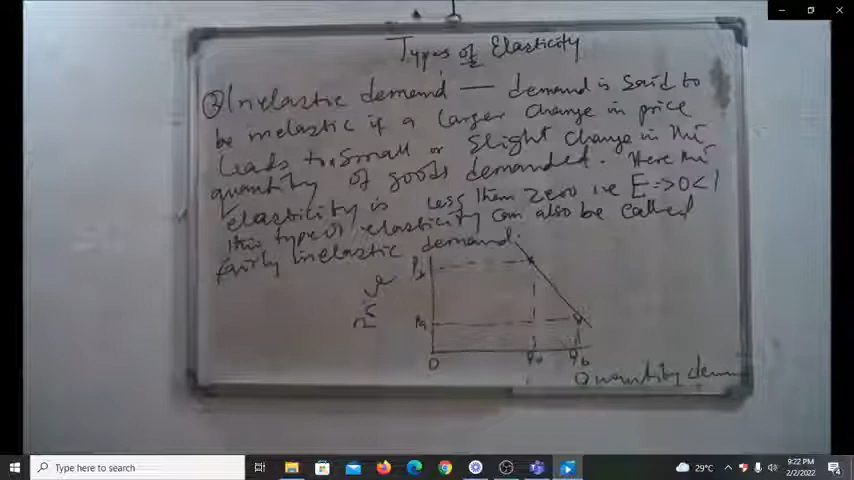 Types of Elasticity
② Inelastic demand — demand is said to
be inelastic if a larger change in price
leads to small or slight change in the
quantity of goods demanded. Here the
elasticity is less then zero i.e E => 0 < 1
this type of elasticity can also be called
fairly inelastic demand.
O
Quantity dem
Type here to search
29°C
9:22 PM
2/2/2022